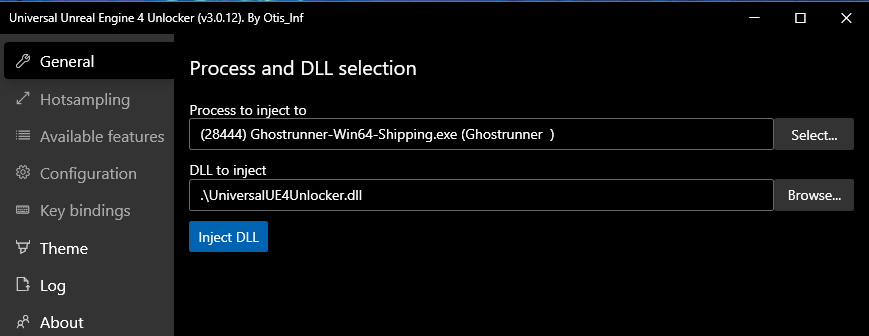 Universal Unreal Engine 4 Unlocker (v3.0.12). By Otis_Inf
General
Hotsampling
Available features
Configuration
Key bindings
Theme
Log
About
Process and DLL selection
Process to inject to
(28444) Ghostrunner-Win64-Shipping.exe (Ghostrunner  )
Select...
DLL to inject
.\UniversalUE4Unlocker.dll
Browse...
Inject DLL